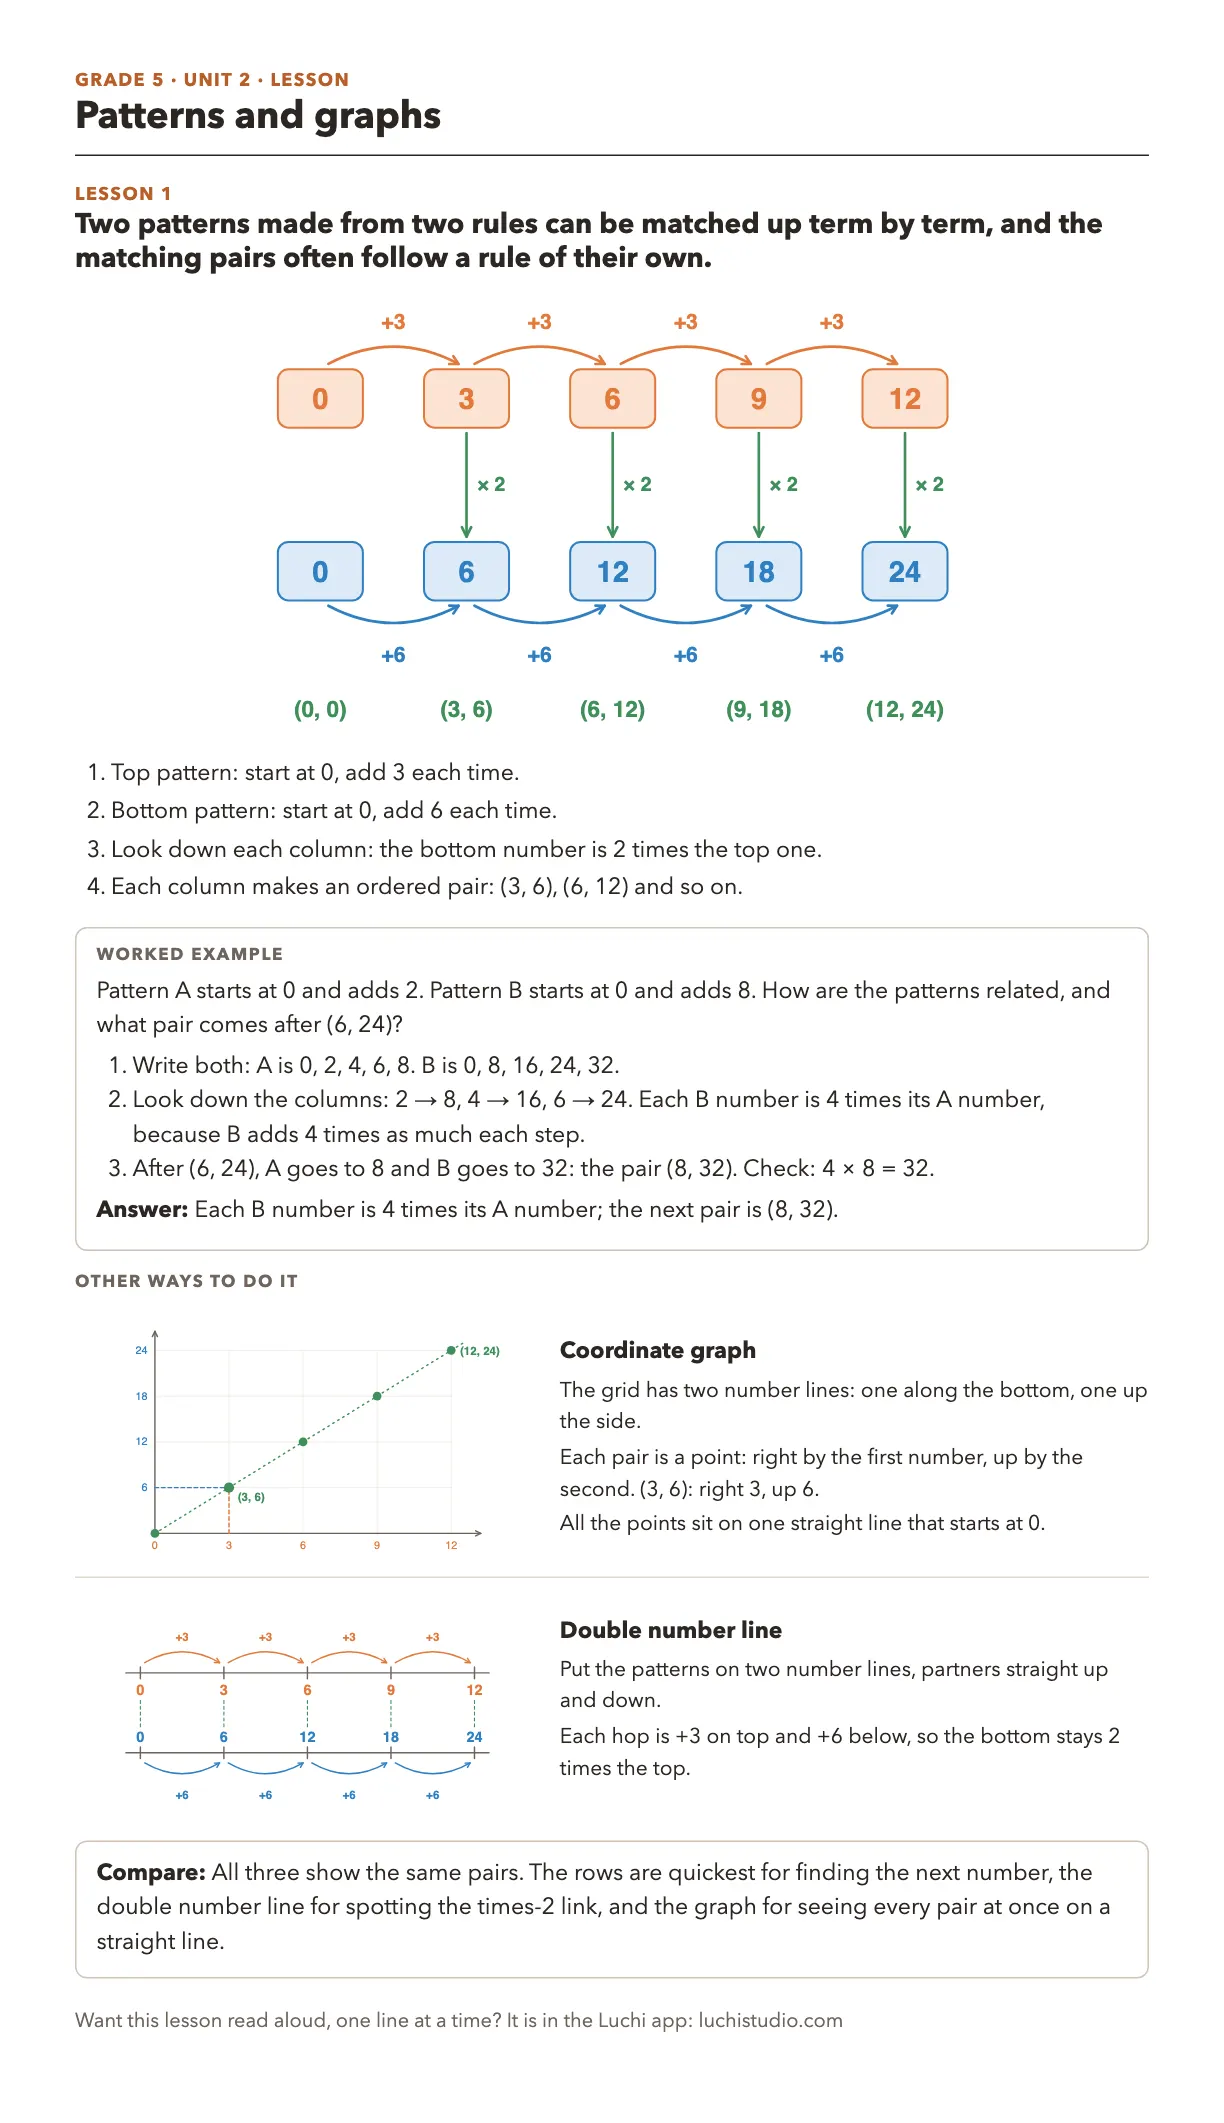 GRADE 5 · UNIT 2 · LESSON
Patterns and graphs
LESSON 1
Two patterns made from two rules can be matched up term by term, and the
matching pairs often follow a rule of their own.
+3 +3 +3 +3
0 3 6 9 12
× 2 × 2 × 2 × 2
0 6 12 18 24
+6 +6 +6 +6
(0, 0) (3, 6) (6, 12) (9, 18) (12, 24)
1. Top pattern: start at 0, add 3 each time.
2. Bottom pattern: start at 0, add 6 each time.
3. Look down each column: the bottom number is 2 times the top one.
4. Each column makes an ordered pair: (3, 6), (6, 12) and so on.
WORKED EXAMPLE
Pattern A starts at 0 and adds 2. Pattern B starts at 0 and adds 8. How are the patterns related, and
what pair comes after (6, 24)?
1. Write both: A is 0, 2, 4, 6, 8. B is 0, 8, 16, 24, 32.
2. Look down the columns: 2 → 8, 4 → 16, 6 → 24. Each B number is 4 times its A number,
because B adds 4 times as much each step.
3. After (6, 24), A goes to 8 and B goes to 32: the pair (8, 32). Check: 4 × 8 = 32.
Answer: Each B number is 4 times its A number; the next pair is (8, 32).
OTHER WAYS TO DO IT
24 (12, 24)
18
12
6 (3, 6)
0 3 6 9 12
Coordinate graph
The grid has two number lines: one along the bottom, one up
the side.
Each pair is a point: right by the first number, up by the
second. (3, 6): right 3, up 6.
All the points sit on one straight line that starts at 0.
+3 +3 +3 +3
0 3 6 9 12
0 6 12 18 24
+6 +6 +6 +6
Double number line
Put the patterns on two number lines, partners straight up
and down.
Each hop is +3 on top and +6 below, so the bottom stays 2
times the top.
Compare: All three show the same pairs. The rows are quickest for finding the next number, the
double number line for spotting the times-2 link, and the graph for seeing every pair at once on a
straight line.
Want this lesson read aloud, one line at a time? It is in the Luchi app: luchistudio.com